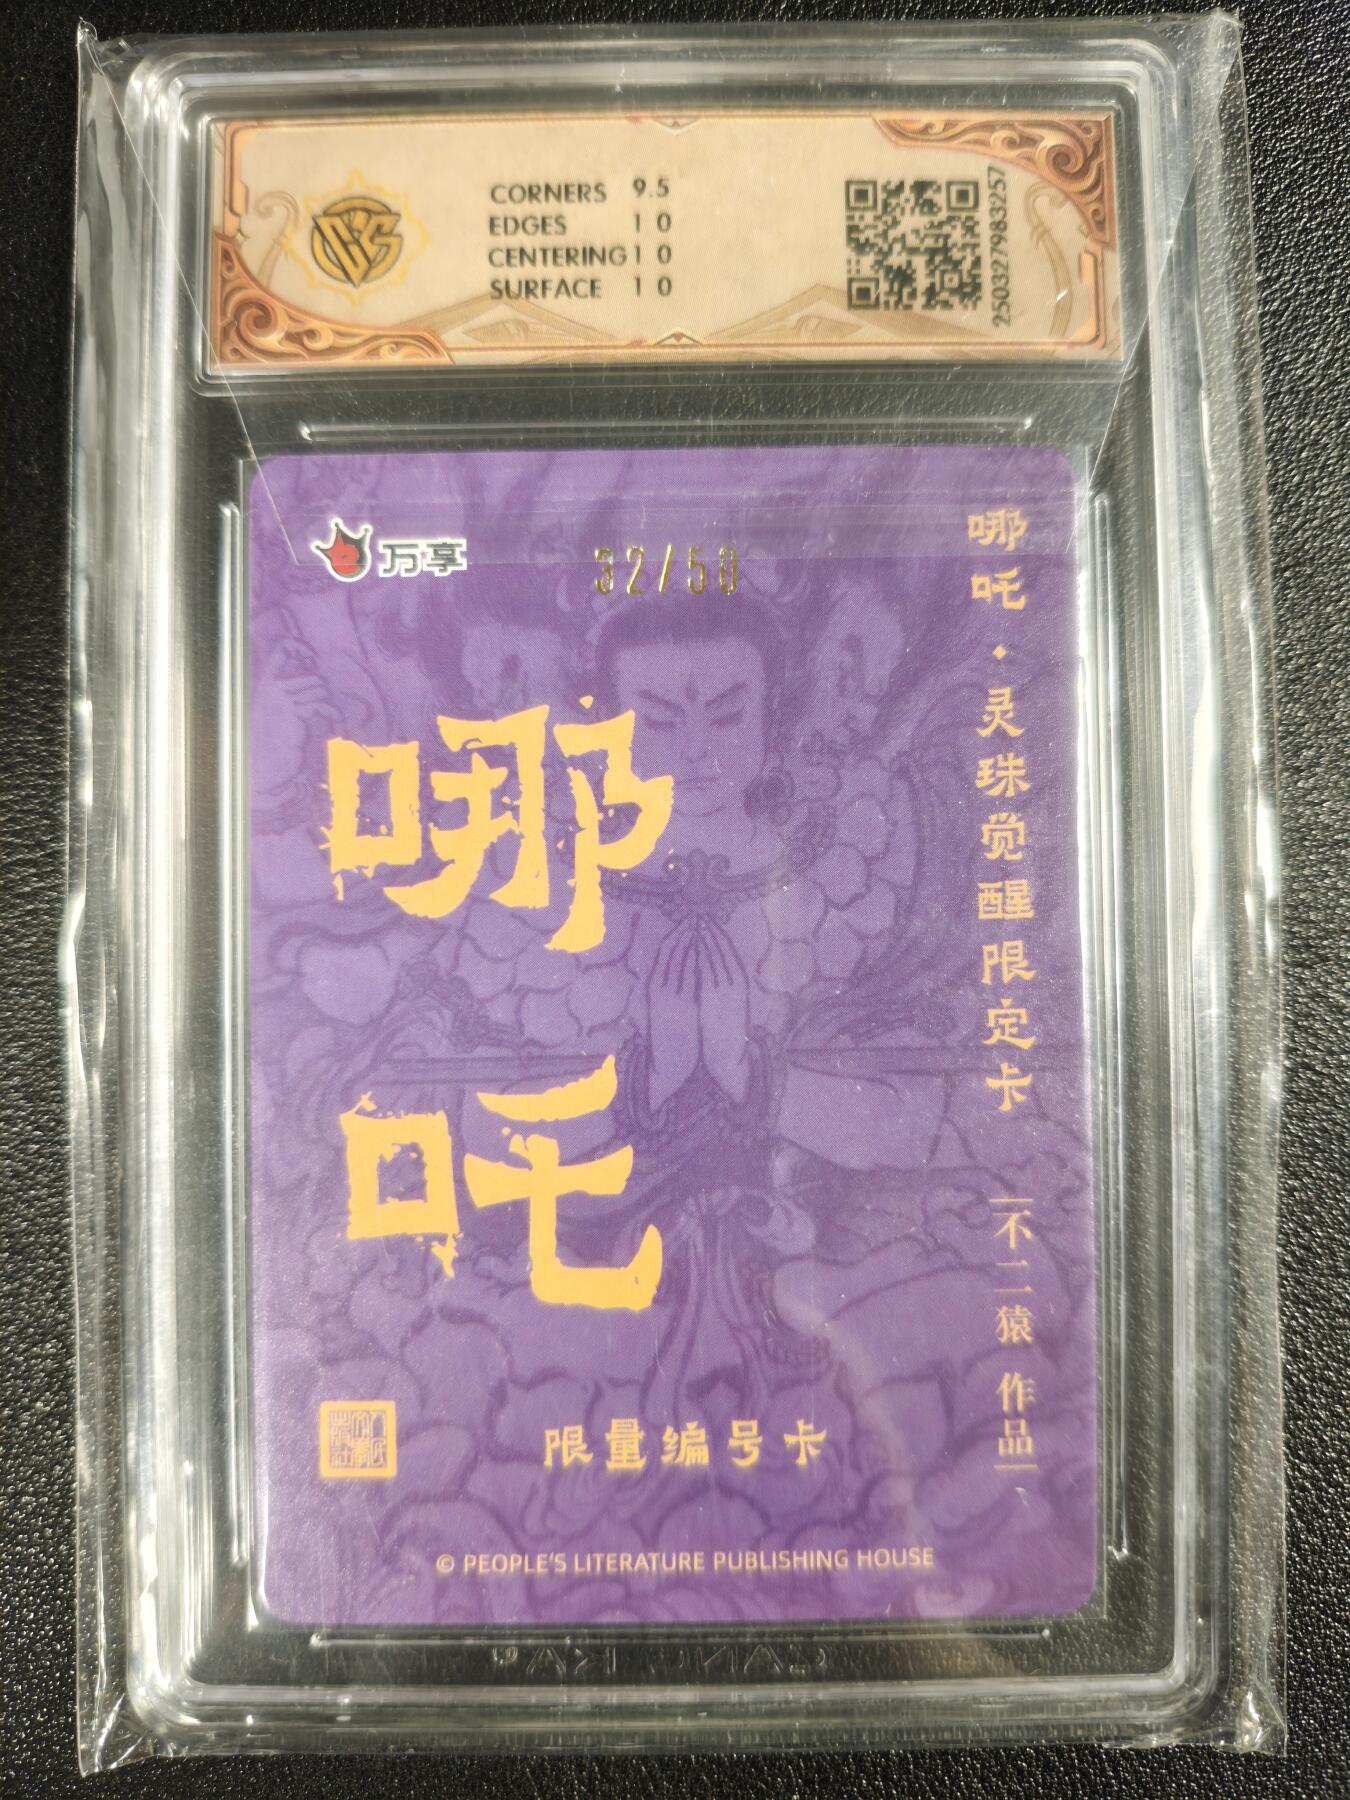 CORNERS 9.5
EDGES 10
CENTERING 10
SURFACE 10
250327983257
万享
32/50
哪吒·灵珠觉醒限定卡
不二猿 作品
哪吒
限量编号卡
© PEOPLE'S LITERATURE PUBLISHING HOUSE